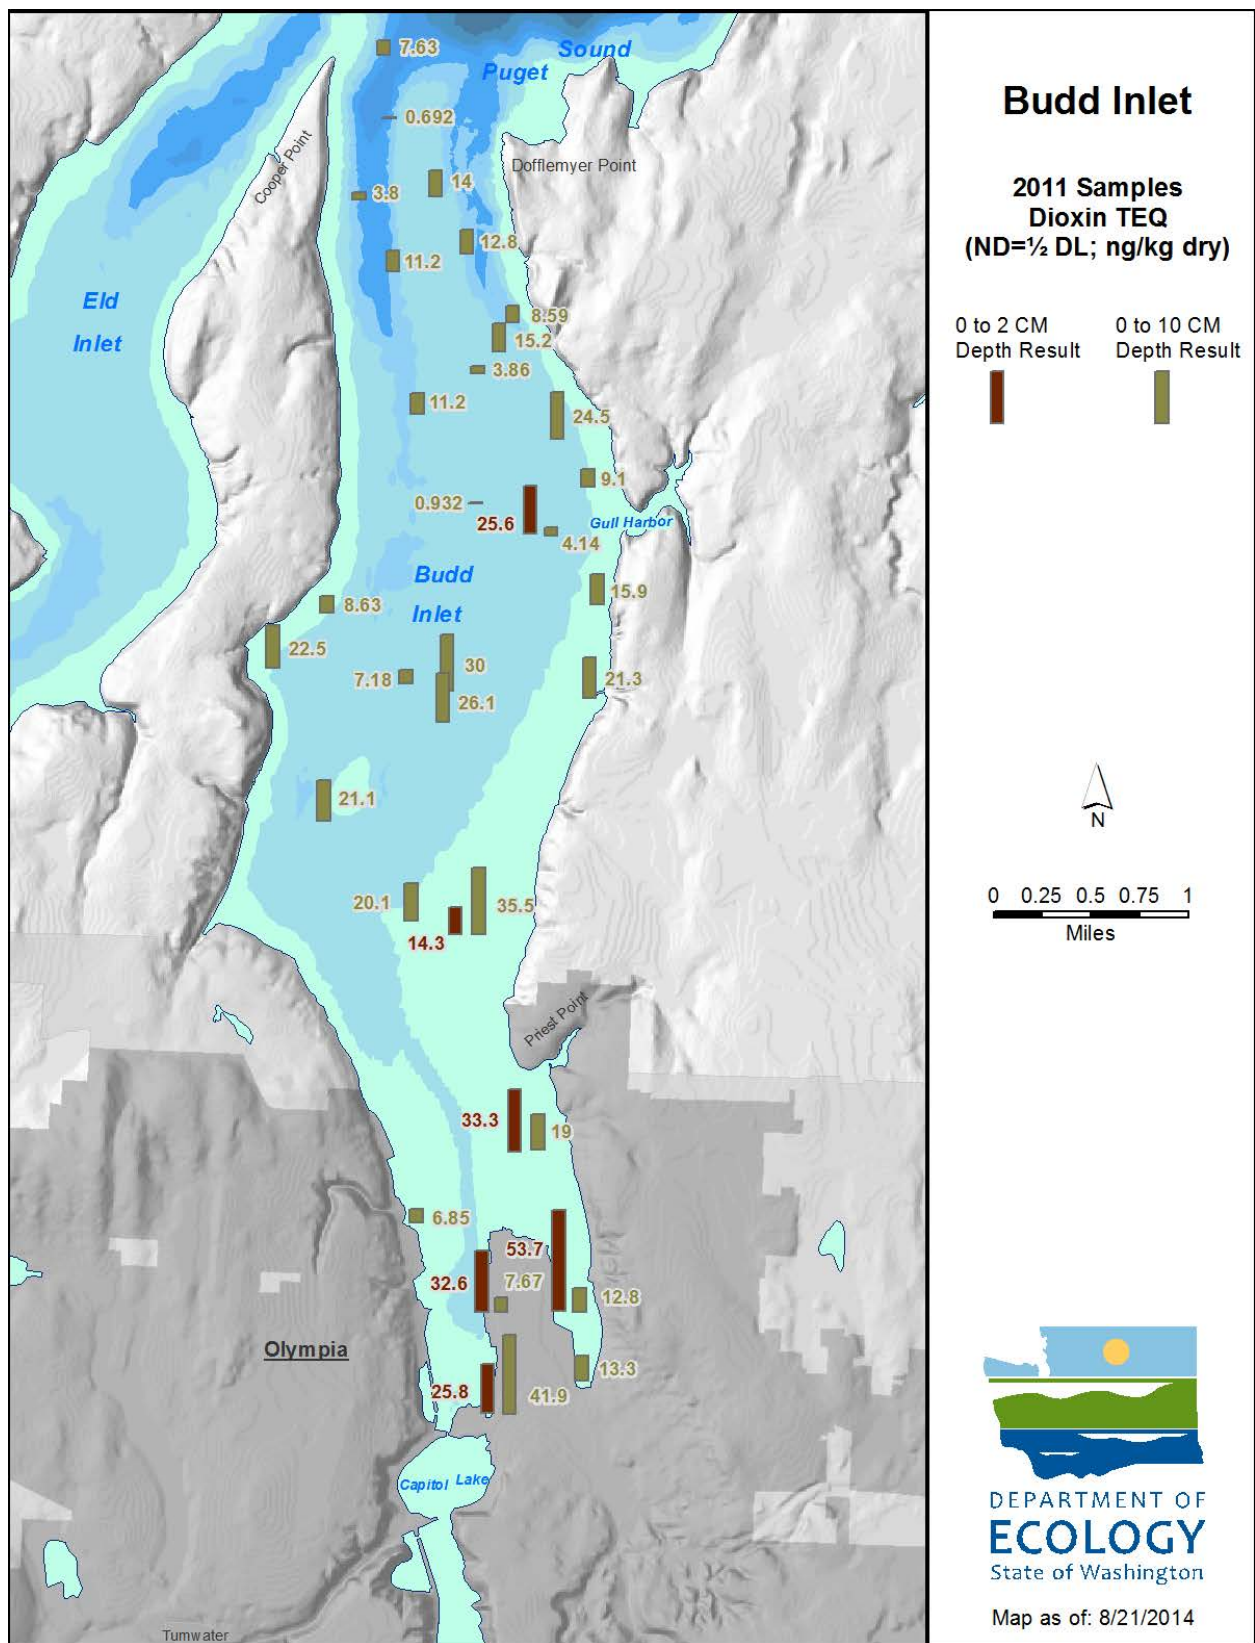 Sound
Puget
7.63
0.692
Cooper Point
Dofflemyer Point
14
3.8
12.8
11.2
Eld
Inlet
8.59
15.2
3.86
11.2
24.5
9.1
0.932
25.6
Gull Harbor
4.14
Budd
Inlet
15.9
8.63
22.5
30
7.18
21.3
26.1
21.1
20.1
35.5
14.3
Priest Point
33.3
19
6.85
53.7
32.6
7.67
12.8
Olympia
13.3
25.8
41.9
Capitol Lake
Tumwater
Budd Inlet
2011 Samples
Dioxin TEQ
(ND=½ DL; ng/kg dry)
0 to 2 CM
Depth Result
0 to 10 CM
Depth Result
N
0 0.25 0.5 0.75 1
Miles
DEPARTMENT OF
ECOLOGY
State of Washington
Map as of: 8/21/2014